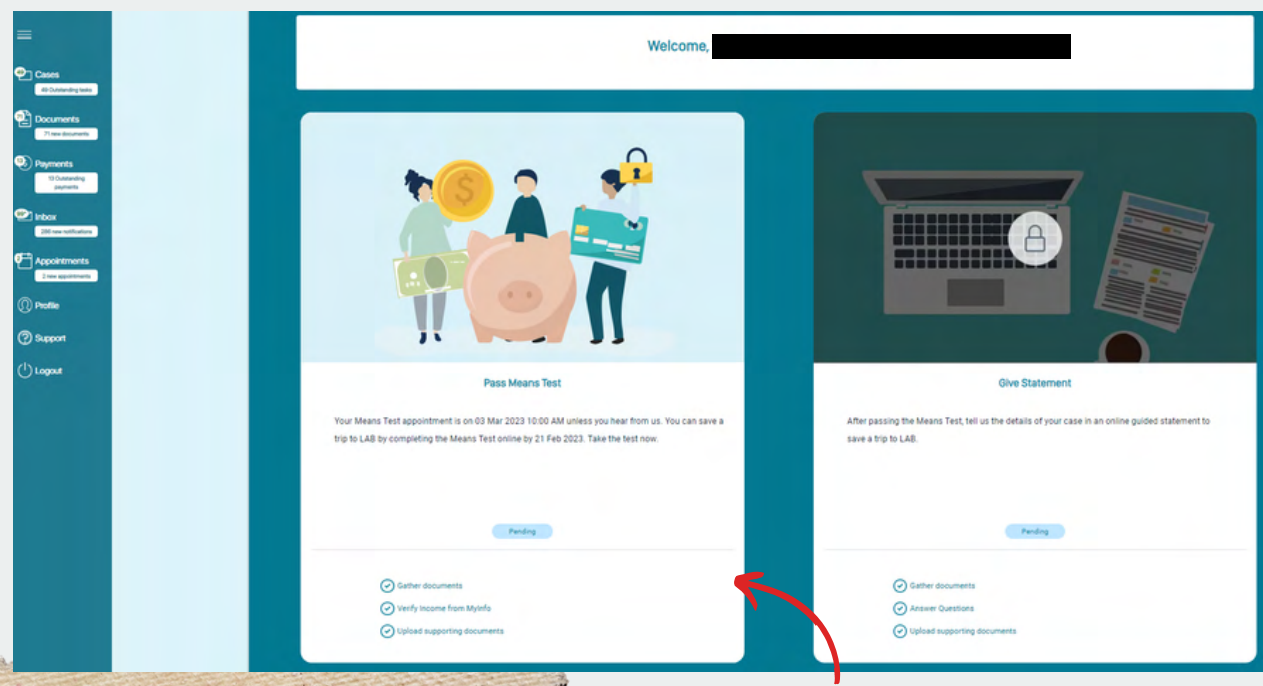 Welcome,
Cases
49 Outstanding tasks
Documents
71 new documents
Payments
13 Outstanding
payments
Inbox
286 new notifications
Appointments
2 new appointments
Profile
Support
Logout
Pass Means Test
Your Means Test appointment is on 03 Mar 2023 10:00 AM unless you hear from us. You can save a
trip to LAB by completing the Means Test online by 21 Feb 2023. Take the test now.
Pending
Gather documents
Verify Income from MyInfo
Upload supporting documents
Give Statement
After passing the Means Test, tell us the details of your case in an online guided statement to
save a trip to LAB.
Pending
Gather documents
Answer Questions
Upload supporting documents